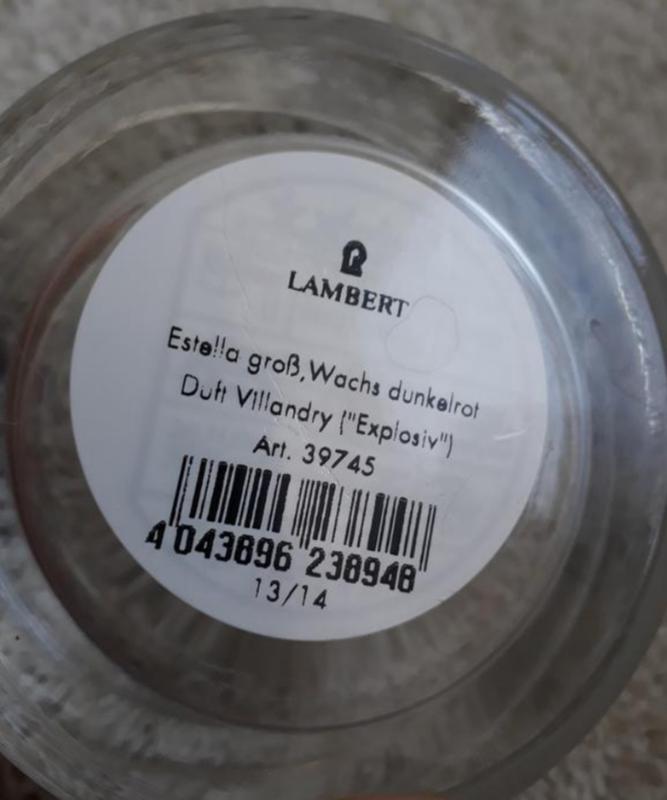 LAMBERT
Estella groß,Wachs dunkelrot
Duft Villandry ("Explosiv")
Art. 39745
4 043896 238948
13/14